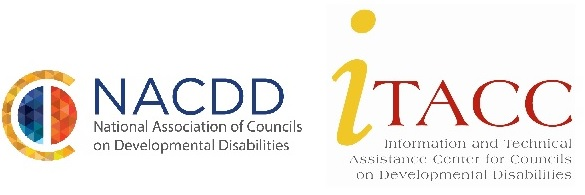 NACDD
National Association of Councils
on Developmental Disabilities
iTACC
Information and Technical
Assistance Center for Councils
on Developmental Disabilities